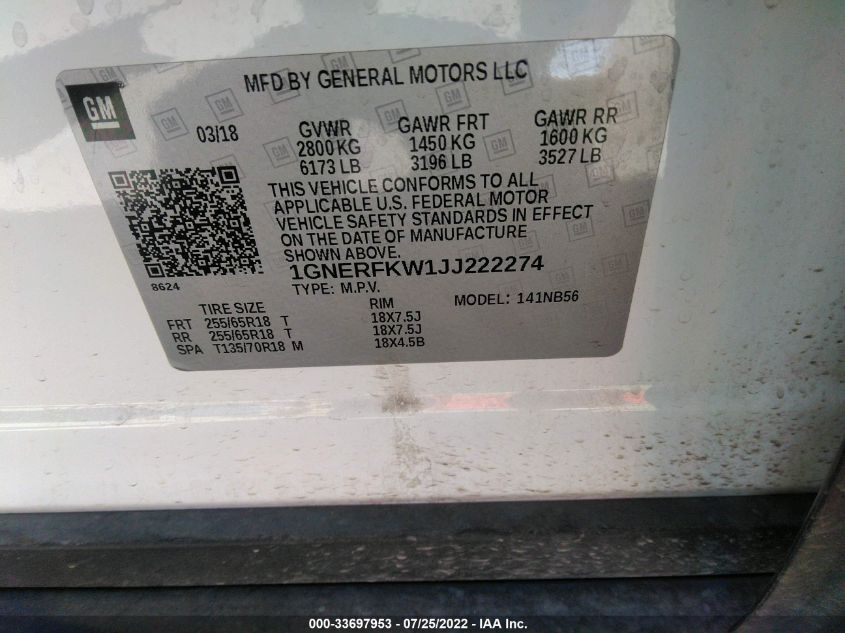 MFD BY GENERAL MOTORS LLC
GM
03/18 GVWR GAWR FRT GAWR RR
2800 KG 1450 KG 1600 KG
6173 LB 3196 LB 3527 LB
THIS VEHICLE CONFORMS TO ALL
APPLICABLE U.S. FEDERAL MOTOR
VEHICLE SAFETY STANDARDS IN EFFECT
ON THE DATE OF MANUFACTURE
SHOWN ABOVE.
1GNERFKW1JJ222274
8624
TYPE: M.P.V. MODEL: 141NB56
TIRE SIZE RIM
FRT 255/65R18 T 18X7.5J
RR 255/65R18 T 18X7.5J
SPA T135/70R18 M 18X4.5B
000-33697953 - 07/25/2022 - IAA Inc.